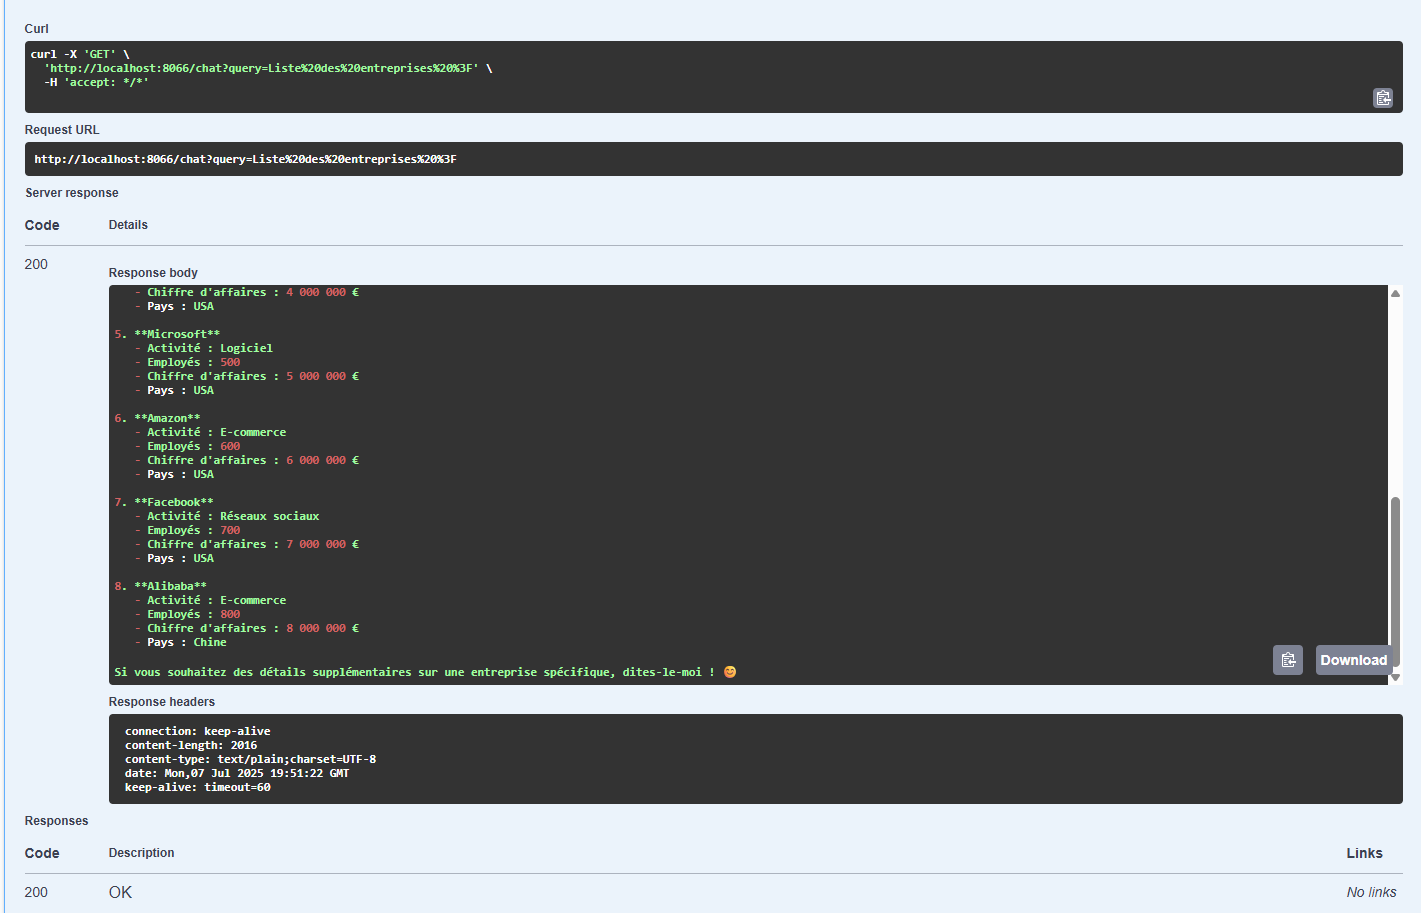 Curl
curl -X 'GET' \
'http://localhost:8066/chat?query=Liste%20des%20entreprises%20%3F' \
-H 'accept: */*'
Request URL
http://localhost:8066/chat?query=Liste%20des%20entreprises%20%3F
Server response
Code Details
200
Response body
- Chiffre d'affaires : 4 000 000 €
- Pays : USA
5. **Microsoft**
- Activité : Logiciel
- Employés : 500
- Chiffre d'affaires : 5 000 000 €
- Pays : USA
6. **Amazon**
- Activité : E-commerce
- Employés : 600
- Chiffre d'affaires : 6 000 000 €
- Pays : USA
7. **Facebook**
- Activité : Réseaux sociaux
- Employés : 700
- Chiffre d'affaires : 7 000 000 €
- Pays : USA
8. **Alibaba**
- Activité : E-commerce
- Employés : 800
- Chiffre d'affaires : 8 000 000 €
- Pays : Chine
Si vous souhaitez des détails supplémentaires sur une entreprise spécifique, dites-le-moi ! 😊
Download
Response headers
connection: keep-alive
content-length: 2016
content-type: text/plain;charset=UTF-8
date: Mon,07 Jul 2025 19:51:22 GMT
keep-alive: timeout=60
Responses
Code Description Links
200 OK No links